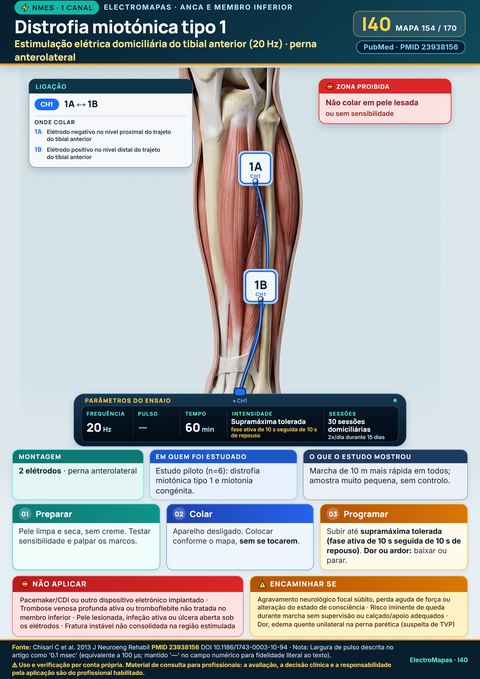 NMES · 1 CANAL ELECTROMAPAS · ANCA E MEMBRO INFERIOR
Distrofia miotónica tipo 1
Estimulação elétrica domiciliária do tibial anterior (20 Hz) · perna
anterolateral
I40 MAPA 154 / 170
PubMed · PMID 23938156
LIGAÇÃO
CH1 1A ↔ 1B
ONDE COLAR
1A Elétrodo negativo no nível proximal do trajeto
do tibial anterior
1B Elétrodo positivo no nível distal do trajeto
do tibial anterior
ZONA PROIBIDA
Não colar em pele lesada
ou sem sensibilidade
1A
CH1
1B
CH1
PARÂMETROS DO ENSAIO
CH1
FREQUÊNCIA
20 Hz
PULSO
—
TEMPO
60 min
INTENSIDADE
Supramáxima tolerada
fase ativa de 10 s seguida de 10 s
de repouso
SESSÕES
30 sessões
domiciliárias
2x/dia durante 15 dias
MONTAGEM
2 elétrodos · perna anterolateral
EM QUEM FOI ESTUDADO
Estudo piloto (n=6): distrofia
miotónica tipo 1 e miotonia
congénita.
O QUE O ESTUDO MOSTROU
Marcha de 10 m mais rápida em todos;
amostra muito pequena, sem controlo.
01 Preparar
Pele limpa e seca, sem creme. Testar
sensibilidade e palpar os marcos.
02 Colar
Aparelho desligado. Colocar
conforme o mapa, sem se tocarem.
03 Programar
Subir até supramáxima tolerada
(fase ativa de 10 s seguida de 10 s de
repouso). Dor ou ardor: baixar ou
parar.
NÃO APLICAR
Pacemaker/CDI ou outro dispositivo eletrónico implantado ·
Trombose venosa profunda ativa ou tromboflebite não tratada no
membro inferior · Pele lesionada, infeção ativa ou úlcera aberta sob
os elétrodos · Fratura instável não consolidada na região estimulada
ENCAMINHAR SE
Agravamento neurológico focal súbito, perda aguda de força ou
alteração do estado de consciência · Risco iminente de queda
durante marcha sem supervisão ou calçado/apoio adequados ·
Dor, edema quente unilateral na perna parética (suspeita de TVP)
Fonte: Chisari C et al. 2013 J Neuroeng Rehabil PMID 23938156 DOI 10.1186/1743-0003-10-94 · Nota: Largura de pulso descrita no
artigo como '0.1 msec' (equivalente a 100 µs; mantido '—' no campo numérico para fidelidade literal ao texto).
Uso e verificação por conta própria. Material de consulta para profissionais: a avaliação, a decisão clínica e a responsabilidade
pela aplicação são do profissional habilitado.
ElectroMapas · I40